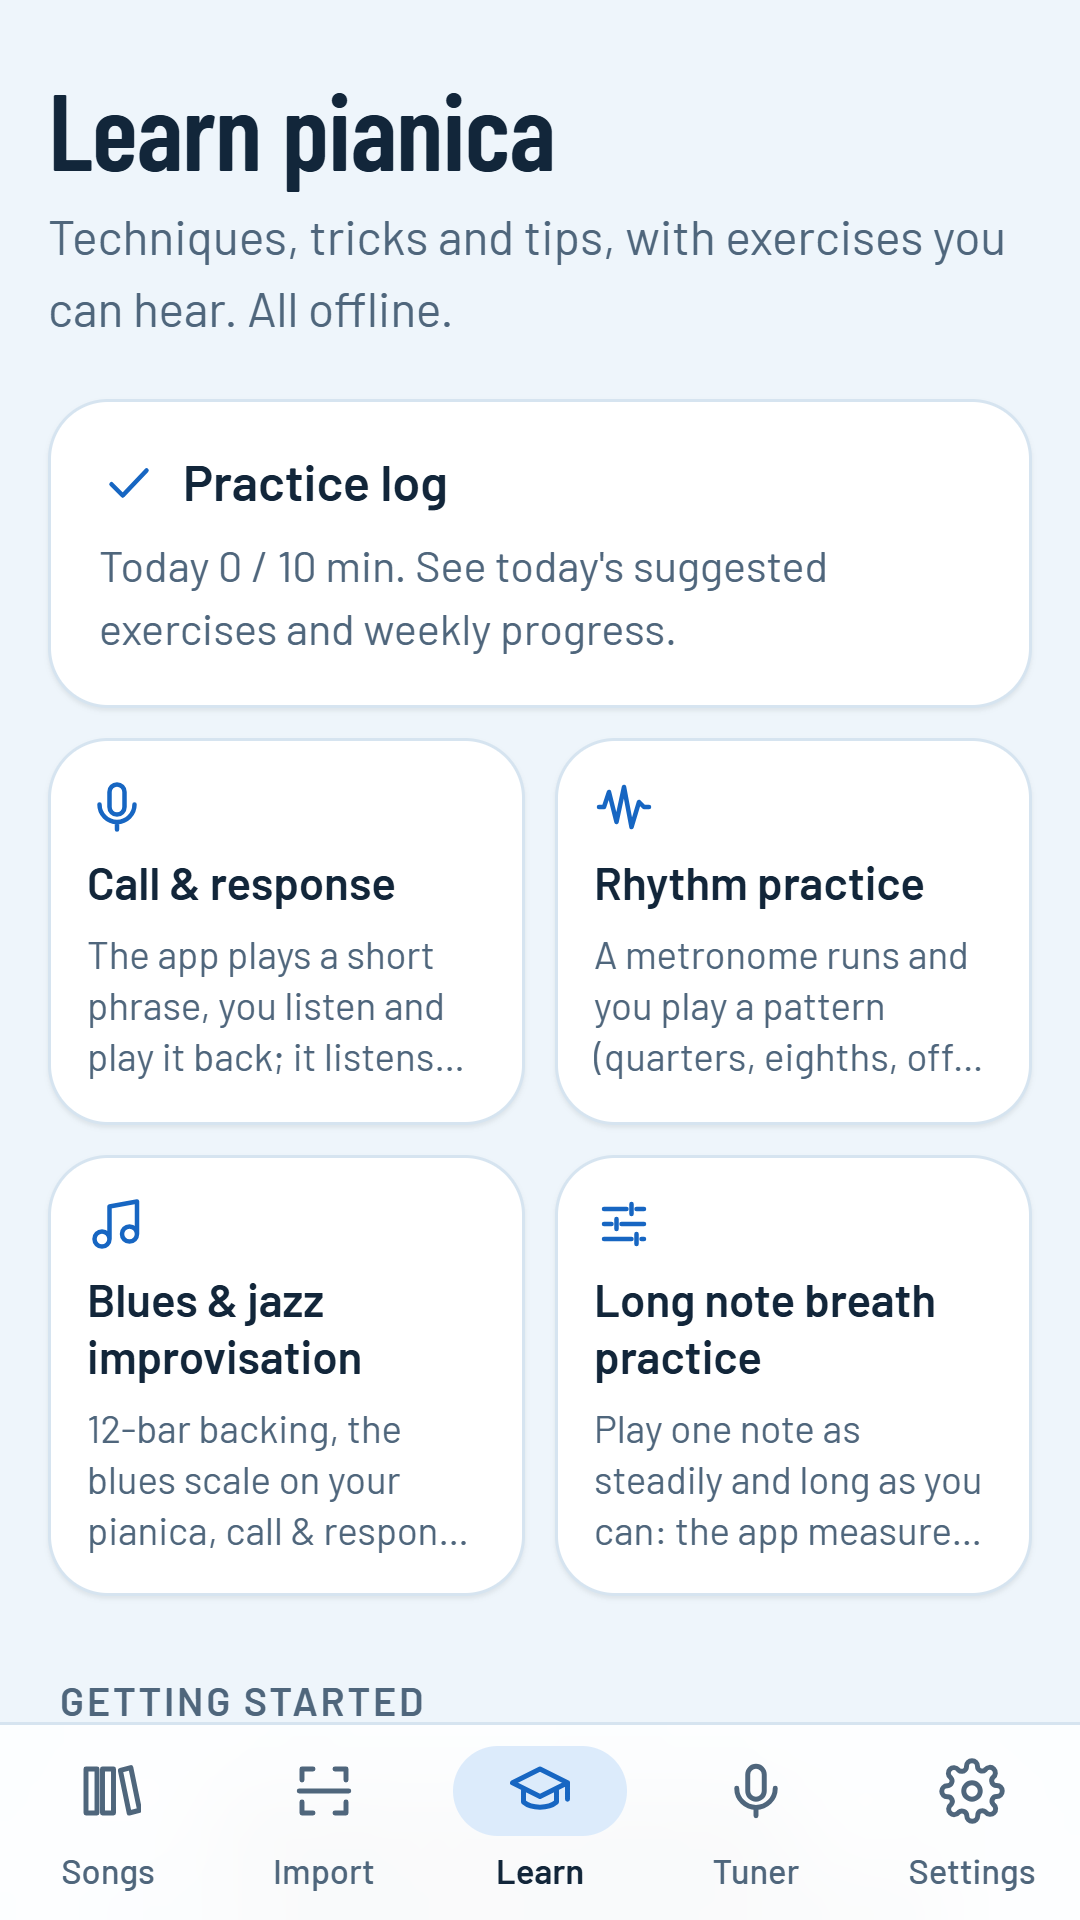 Learn pianica
Techniques, tricks and tips, with exercises you
can hear. All offline.
Practice log
Today 0 / 10 min. See today's suggested
exercises and weekly progress.
Call & response
The app plays a short
phrase, you listen and
play it back; it listens...
Rhythm practice
A metronome runs and
you play a pattern
(quarters, eighths, off...
Blues & jazz
improvisation
12-bar backing, the
blues scale on your
pianica, call & respon...
Long note breath
practice
Play one note as
steadily and long as you
can: the app measure...
GETTING STARTED
Songs
Import
Learn
Tuner
Settings